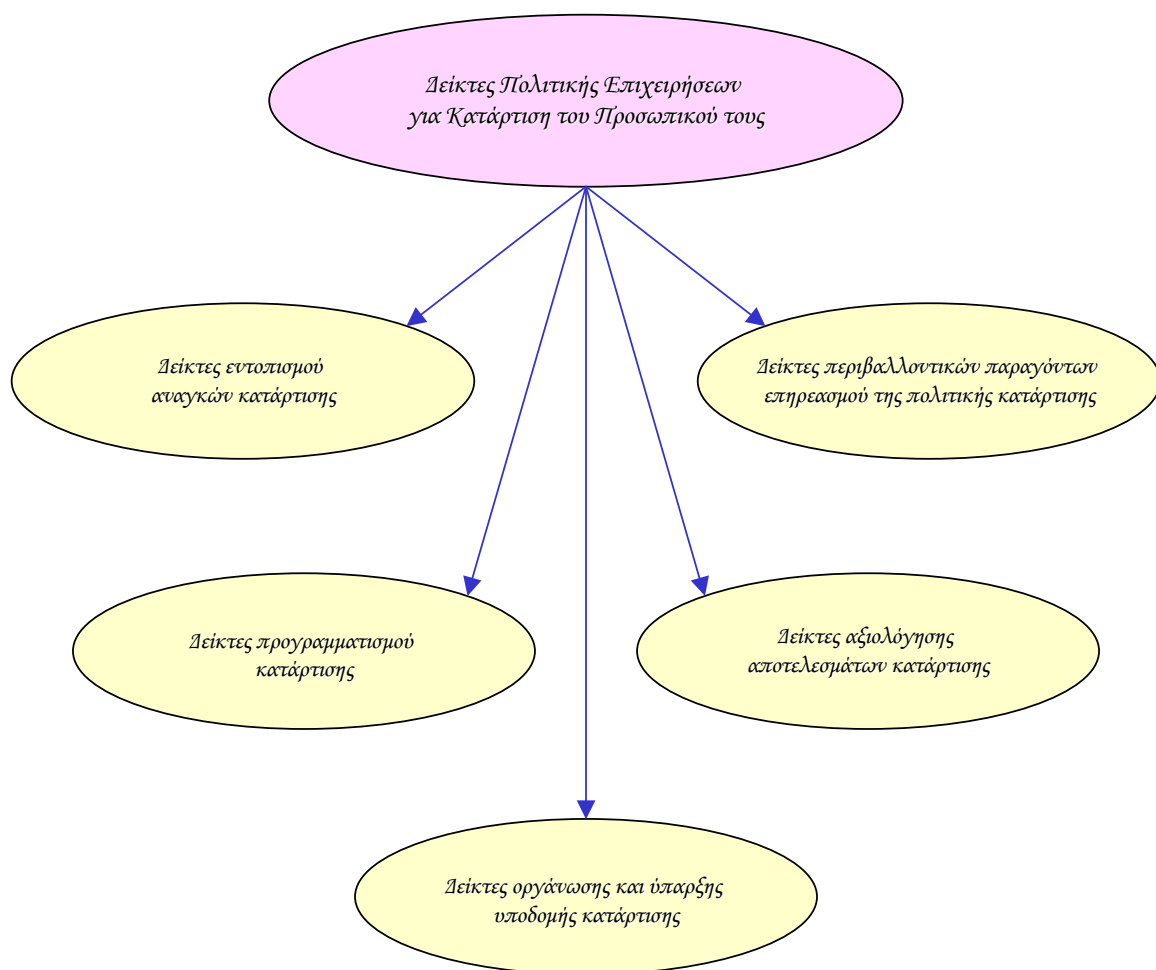 Δείκτες Πολιτικής Επιχειρήσεων
για Κατάρτιση του Προσωπικού τους
Δείκτες εντοπισμού
αναγκών κατάρτισης
Δείκτες περιβαλλοντικών παραγόντων
επηρεασμού της πολιτικής κατάρτισης
Δείκτες προγραμματισμού
κατάρτισης
Δείκτες αξιολόγησης
αποτελεσμάτων κατάρτισης
Δείκτες οργάνωσης και ύπαρξης
υποδομής κατάρτισης